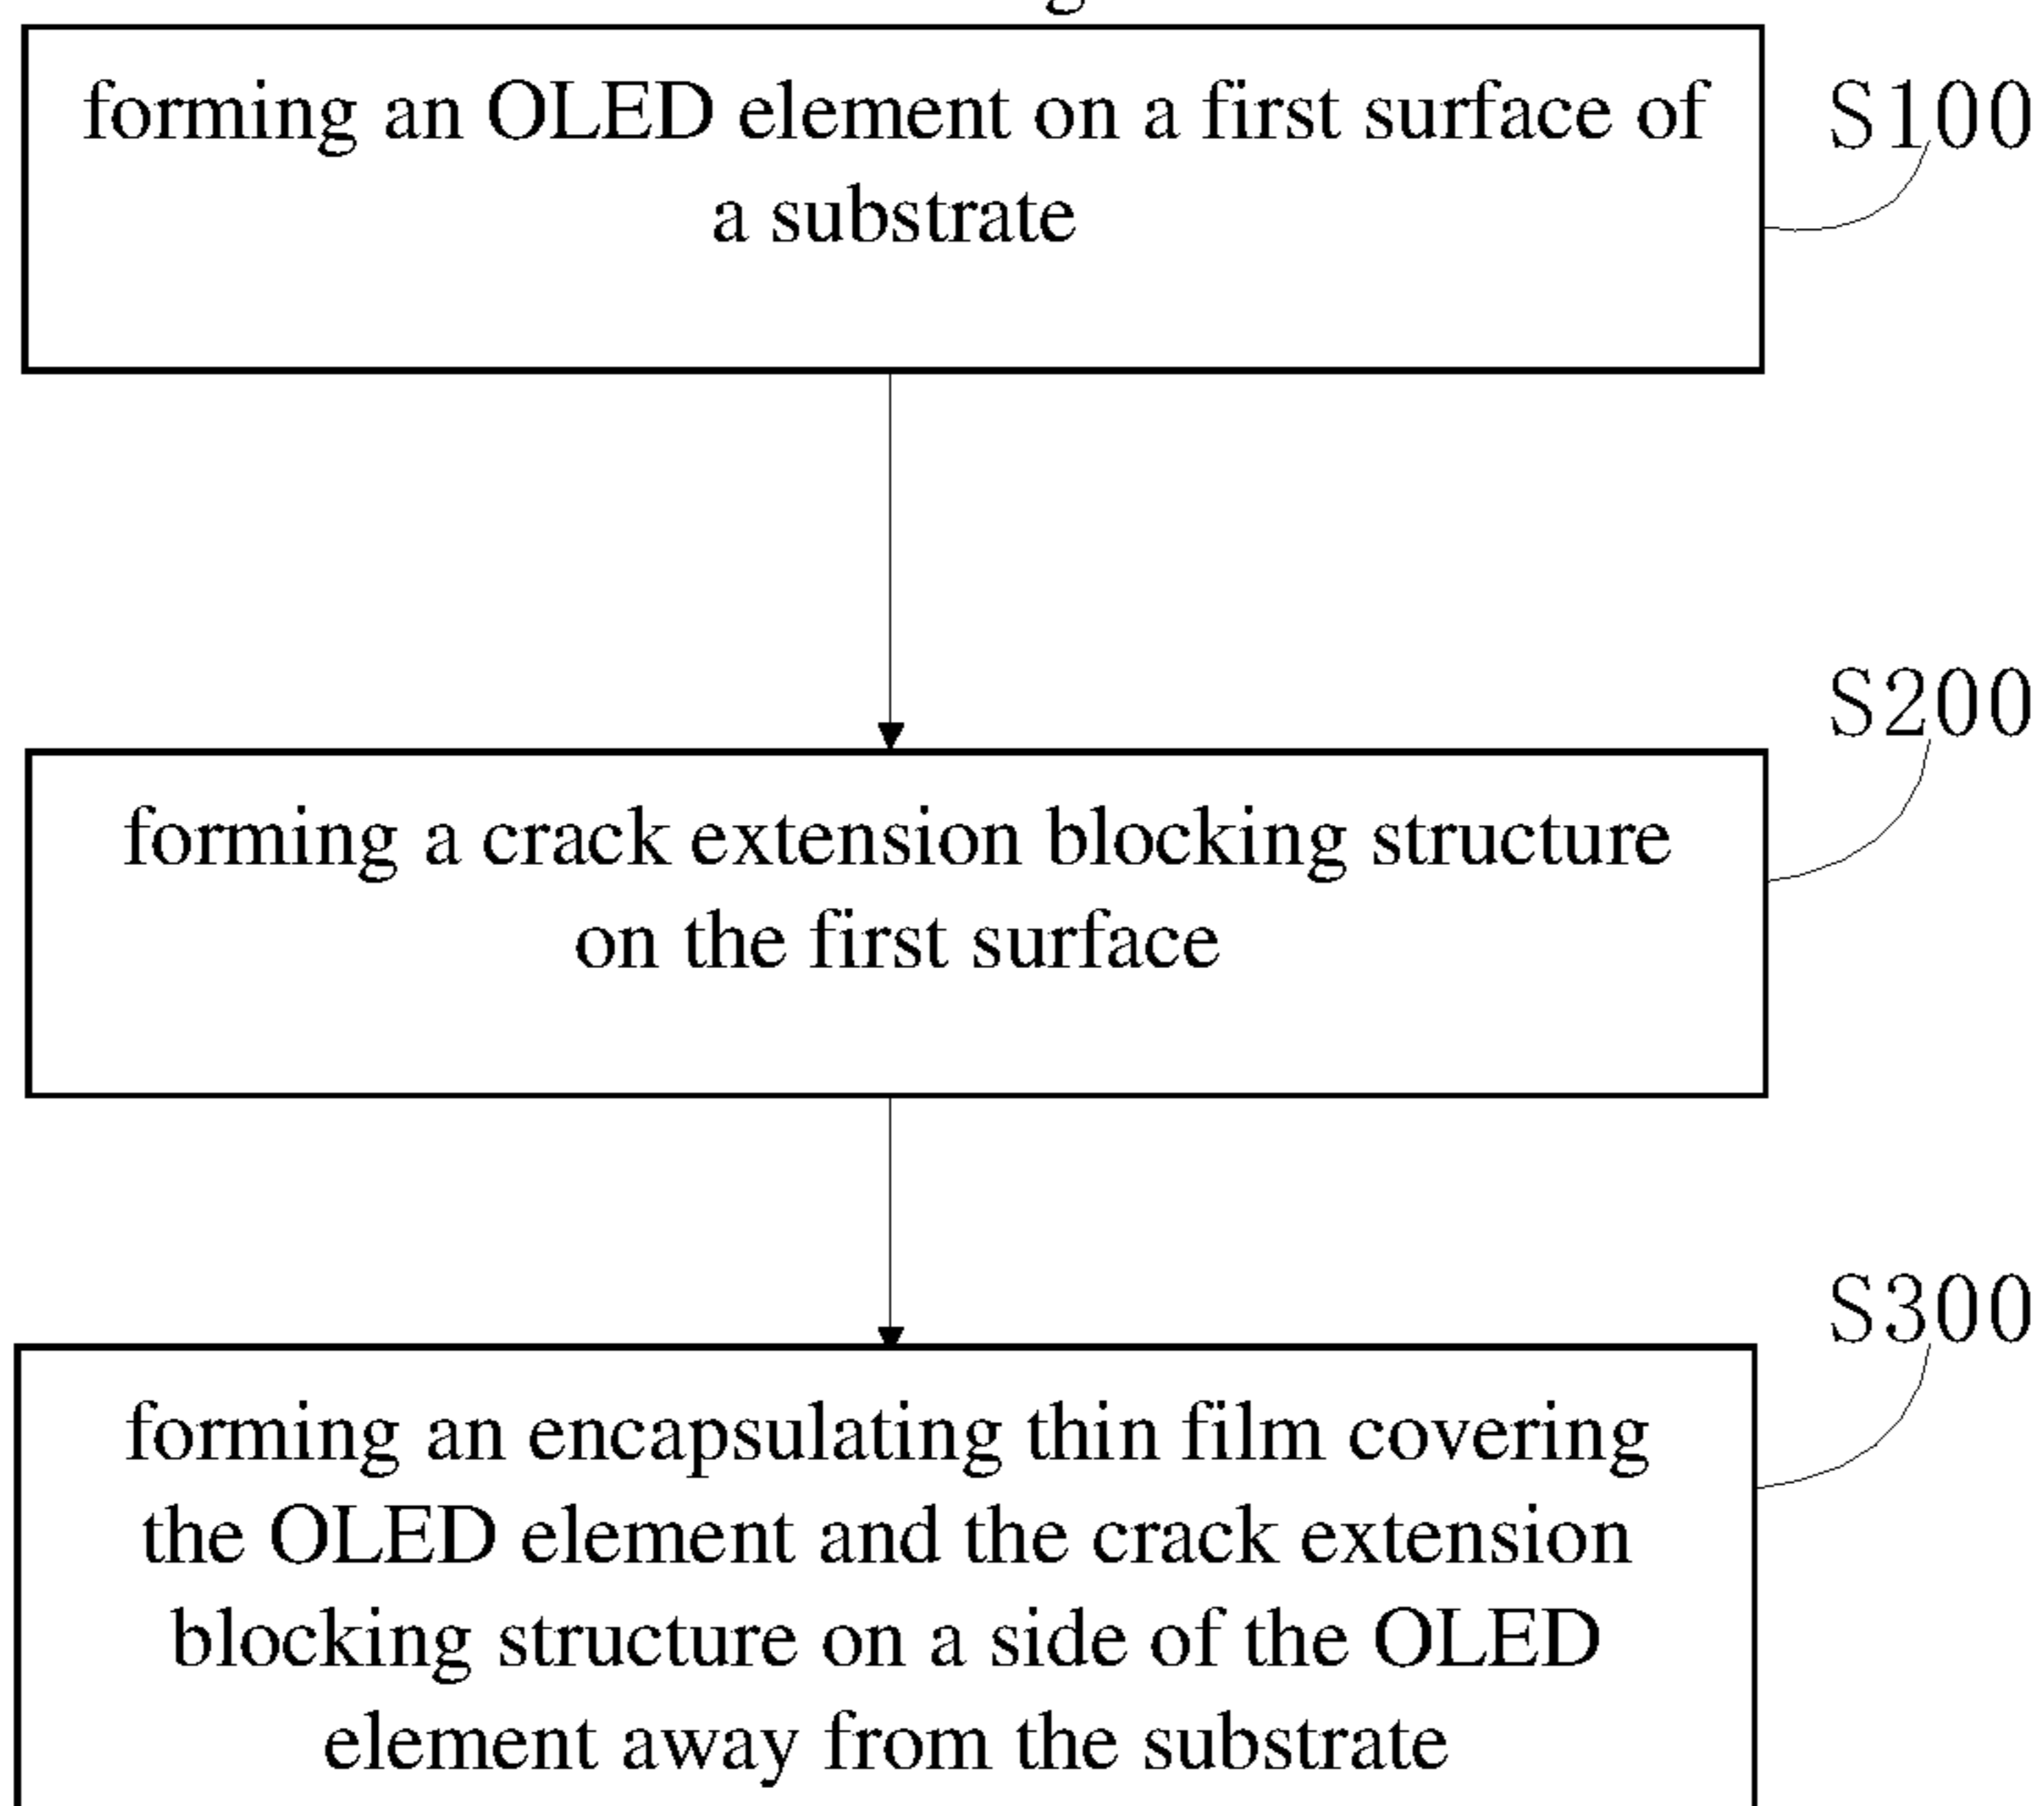 forming an OLED element on a first surface of
a substrate
S100
forming a crack extension blocking structure
on the first surface
S200
forming an encapsulating thin film covering
the OLED element and the crack extension
blocking structure on a side of the OLED
element away from the substrate
S300